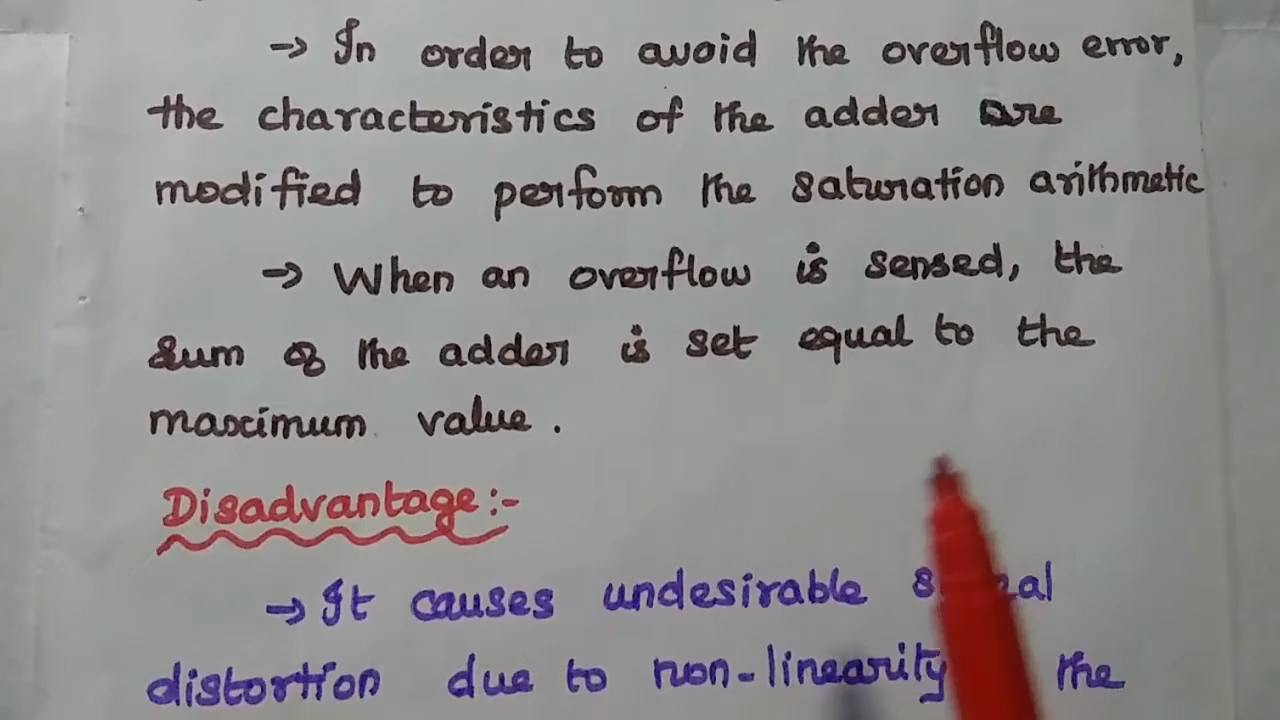 → In order to avoid the overflow error,
the characteristics of the adder are
modified to perform the saturation arithmetic
→ When an overflow is sensed, the
sum of the adder is set equal to the
maximum value.
Disadvantage:-
→ It causes undesirable
distortion due to non-linearity the